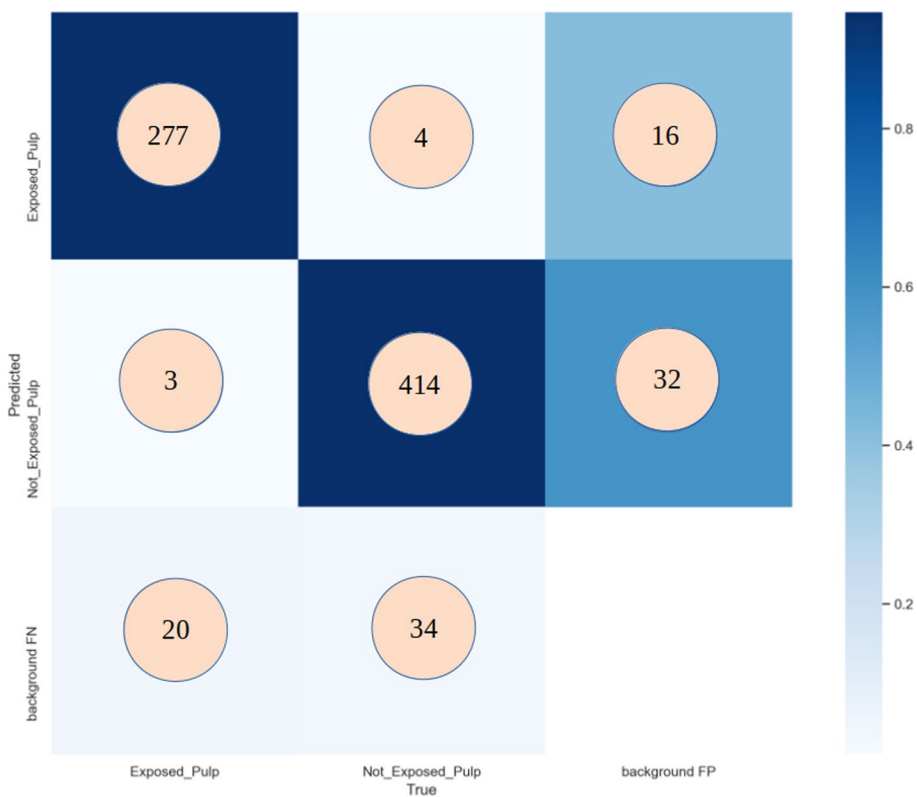 277
4
16
0.8
Exposed_Pulp
0.6
3
414
32
Predicted
Not_Exposed_Pulp
0.4
20
34
0.2
background FN
Exposed_Pulp
Not_Exposed_Pulp
background FP
True